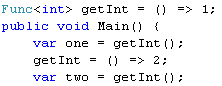 Func<int> getInt = () => 1;
public void Main() {
    var one = getInt();
    getInt = () => 2;
    var two = getInt();